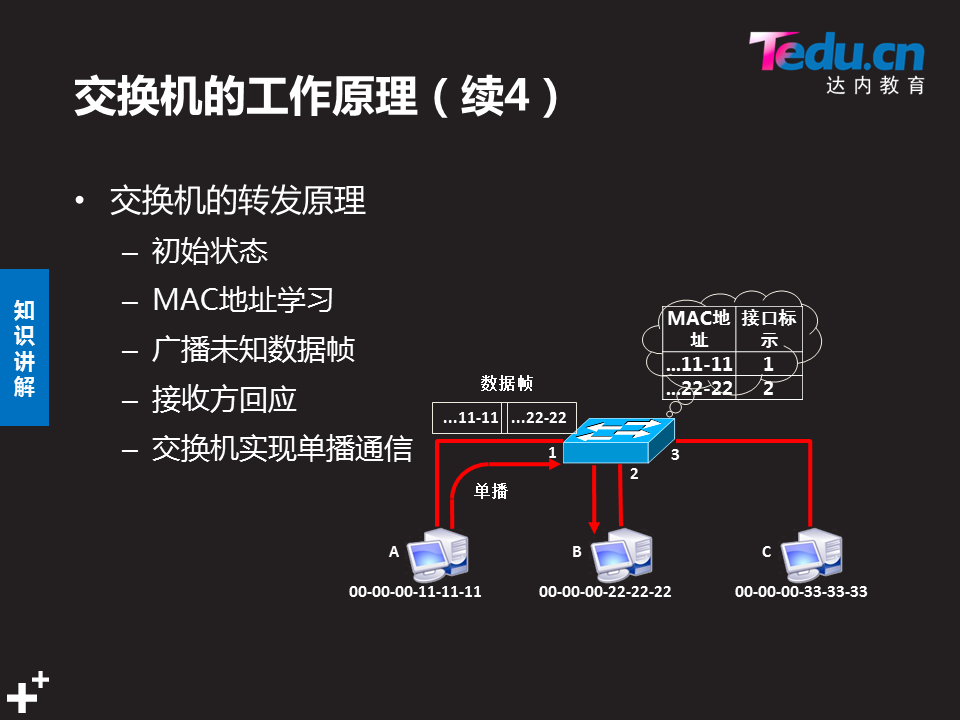 Tedu.cn
达内教育
交换机的工作原理（续4）
• 交换机的转发原理
– 初始状态
– MAC地址学习
– 广播未知数据帧
– 接收方回应
– 交换机实现单播通信
知识讲解
MAC地址 接口标示
...11-11 1
...22-22 2
数据帧
...11-11 ...22-22
1
2
3
单播
A
B
C
00-00-00-11-11-11
00-00-00-22-22-22
00-00-00-33-33-33